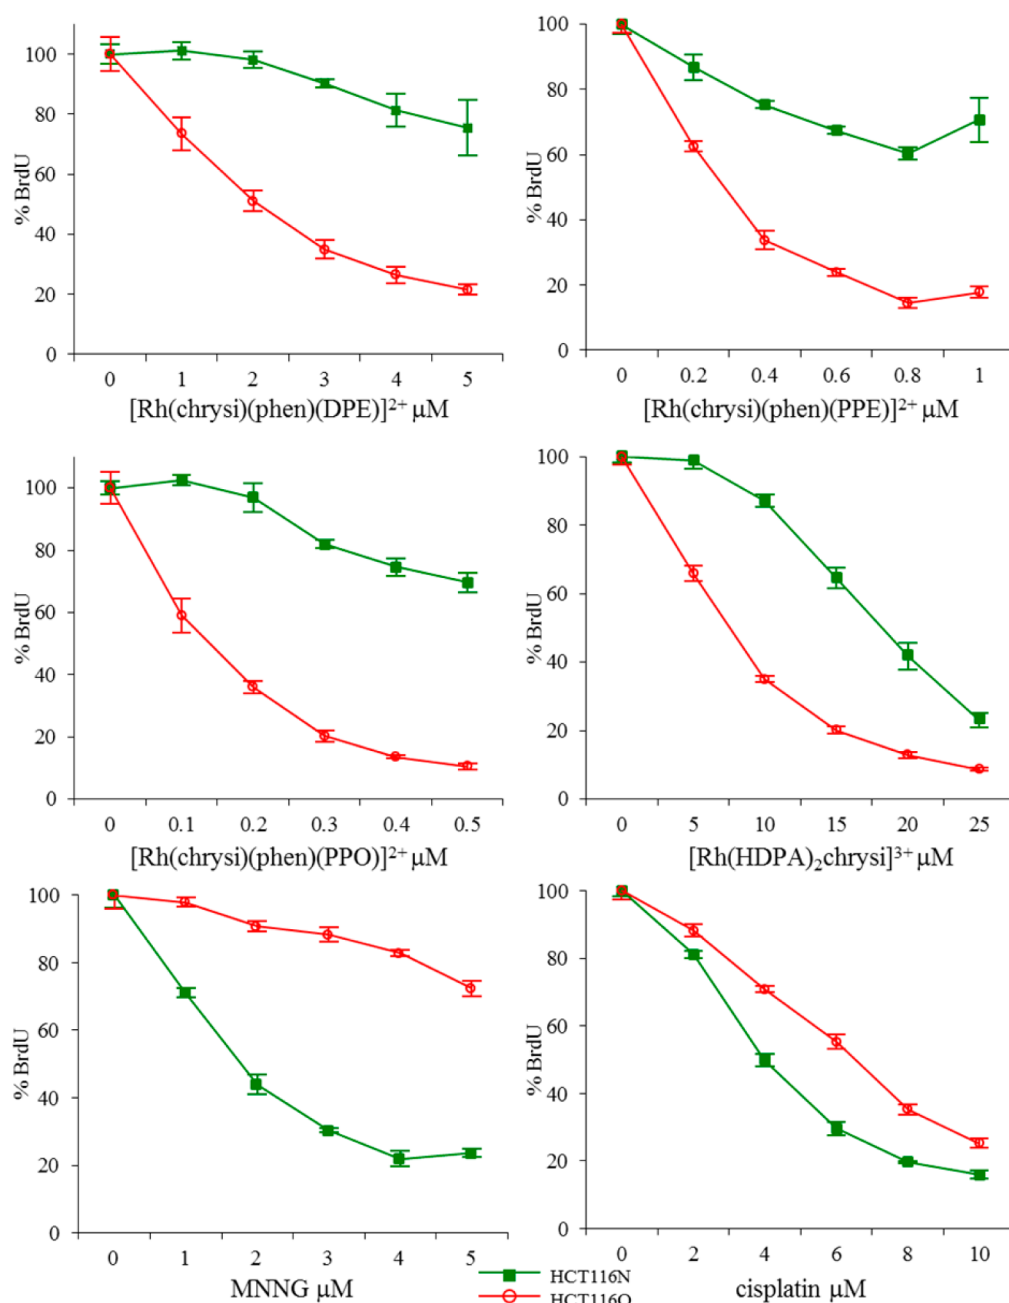 % BrdU
100
80
60
40
20
0
0 1 2 3 4 5
[Rh(chrysi)(phen)(DPE)]²⁺ μM
% BrdU
100
80
60
40
20
0
0 0.2 0.4 0.6 0.8 1
[Rh(chrysi)(phen)(PPE)]²⁺ μM
% BrdU
100
80
60
40
20
0
0 0.1 0.2 0.3 0.4 0.5
[Rh(chrysi)(phen)(PPO)]²⁺ μM
% BrdU
100
80
60
40
20
0
0 5 10 15 20 25
[Rh(HDPA)₂chrysi]³⁺ μM
% BrdU
100
80
60
40
20
0
0 1 2 3 4 5
MNNG μM
% BrdU
100
80
60
40
20
0
0 2 4 6 8 10
cisplatin μM
HCT116N
HCT116O